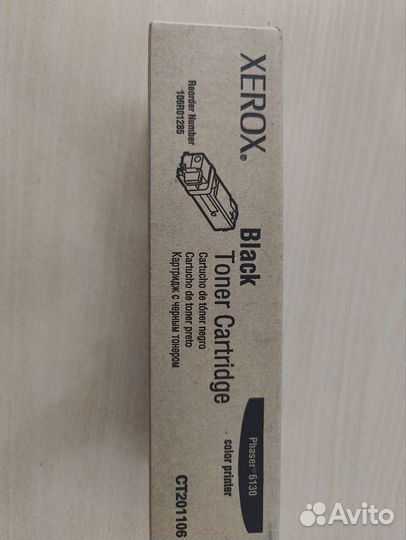 XEROX®
Reorder Number
106R01285
Black
Toner Cartridge
Cartucho de tóner negro
Cartucho de toner preto
Картридж с черным тонером
Phaser® 6130
color printer
CT201106
Avito